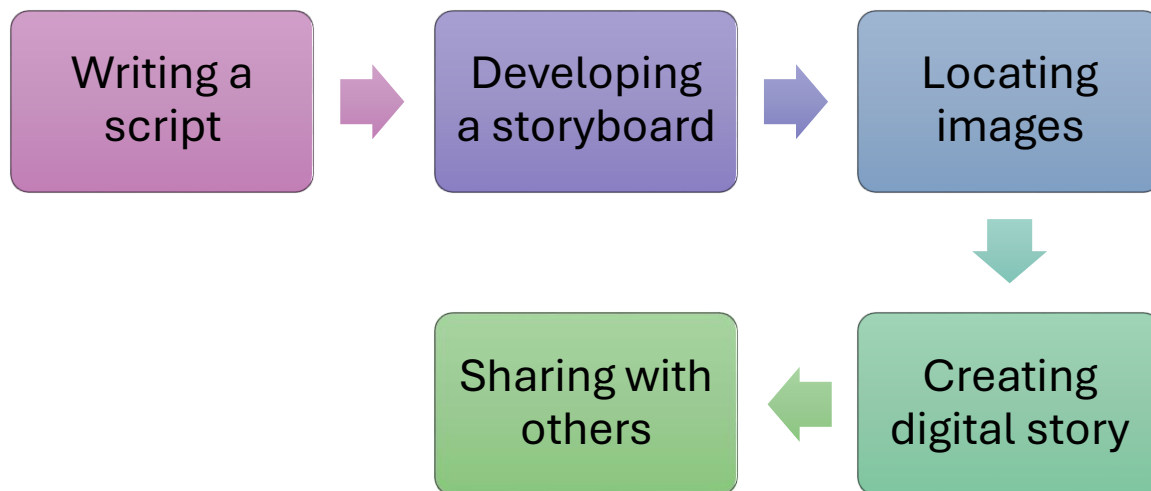 Writing a
script
Developing
a storyboard
Locating
images
Creating
digital story
Sharing with
others